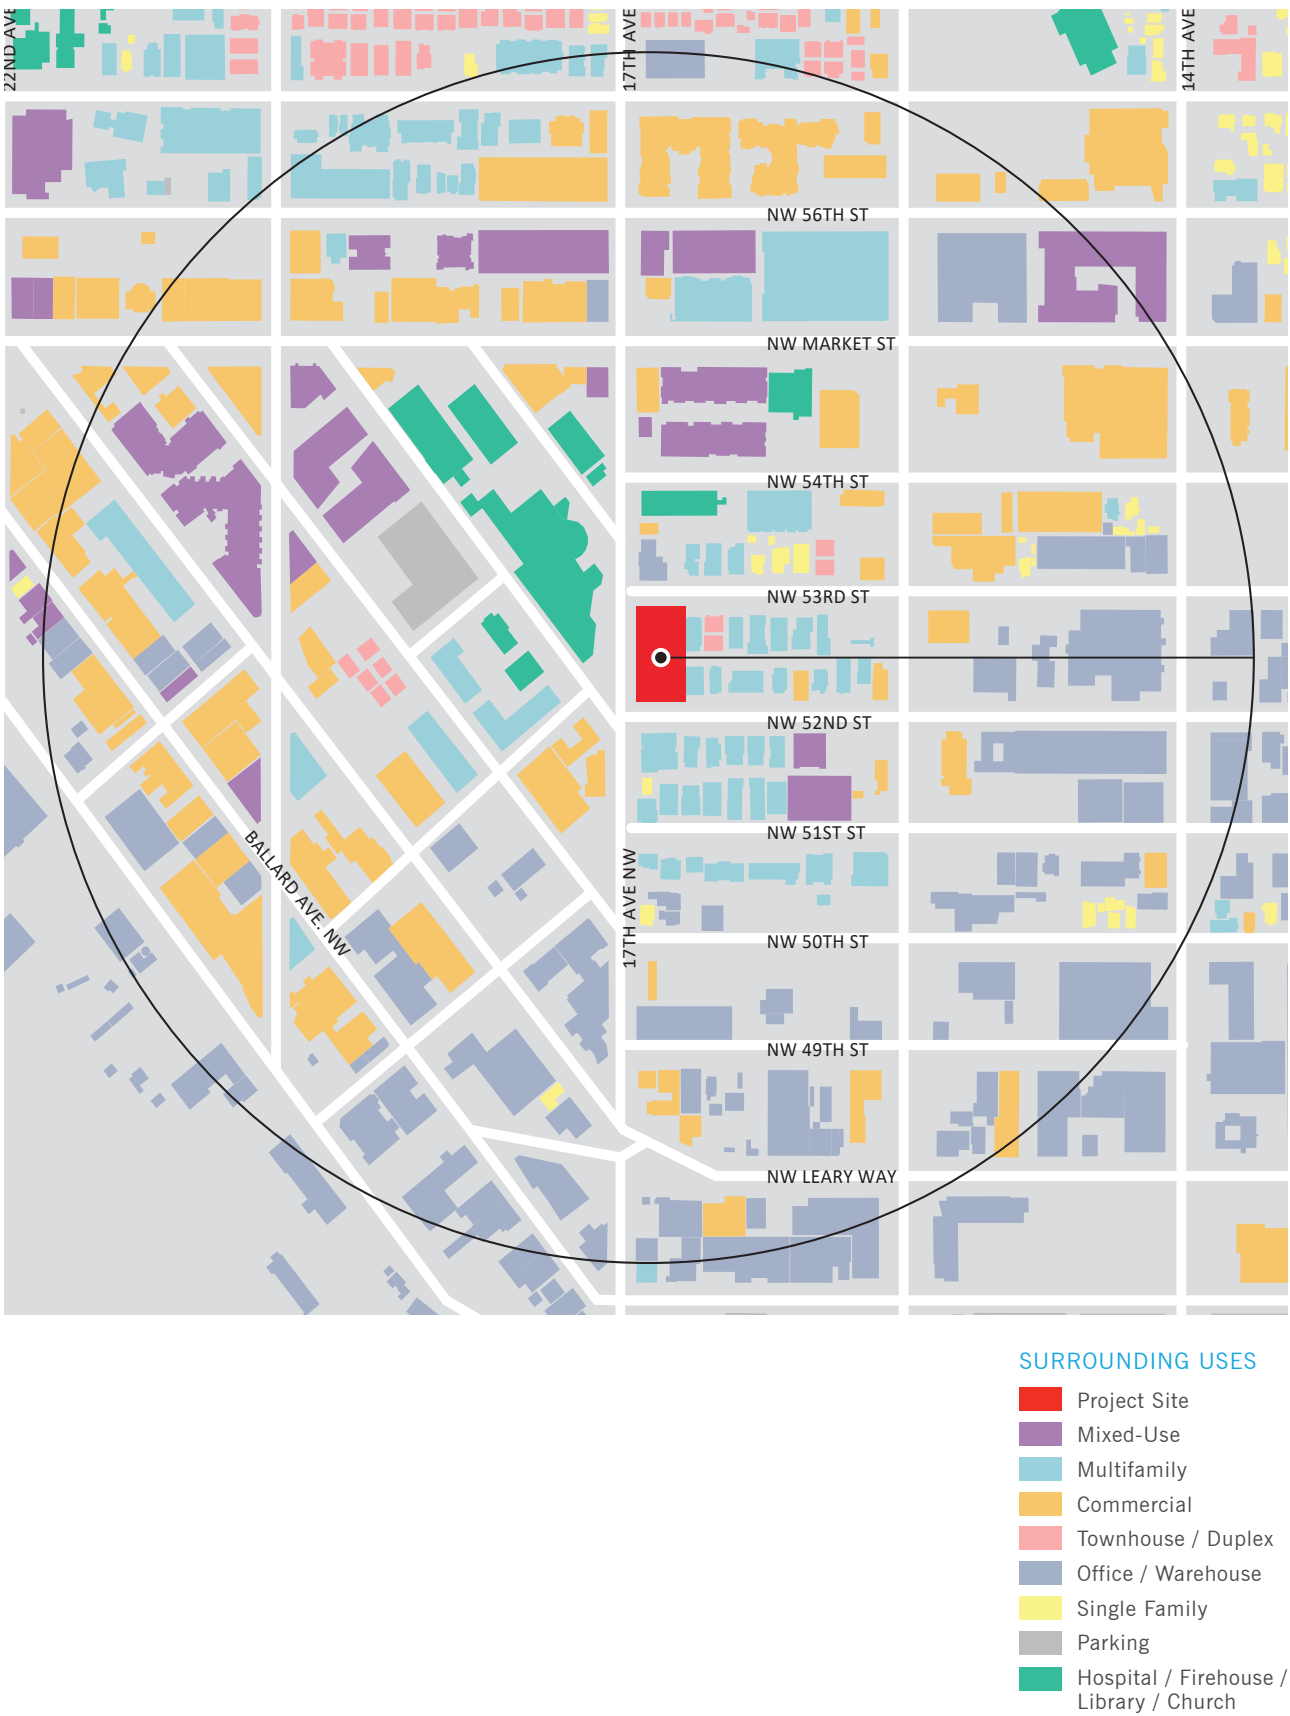 22ND AVE
17TH AVE
14TH AVE
NW 56TH ST
NW MARKET ST
NW 54TH ST
NW 53RD ST
NW 52ND ST
NW 51ST ST
BALLARD AVE. NW
17TH AVE NW
NW 50TH ST
NW 49TH ST
NW LEARY WAY
SURROUNDING USES
Project Site
Mixed-Use
Multifamily
Commercial
Townhouse / Duplex
Office / Warehouse
Single Family
Parking
Hospital / Firehouse /
Library / Church